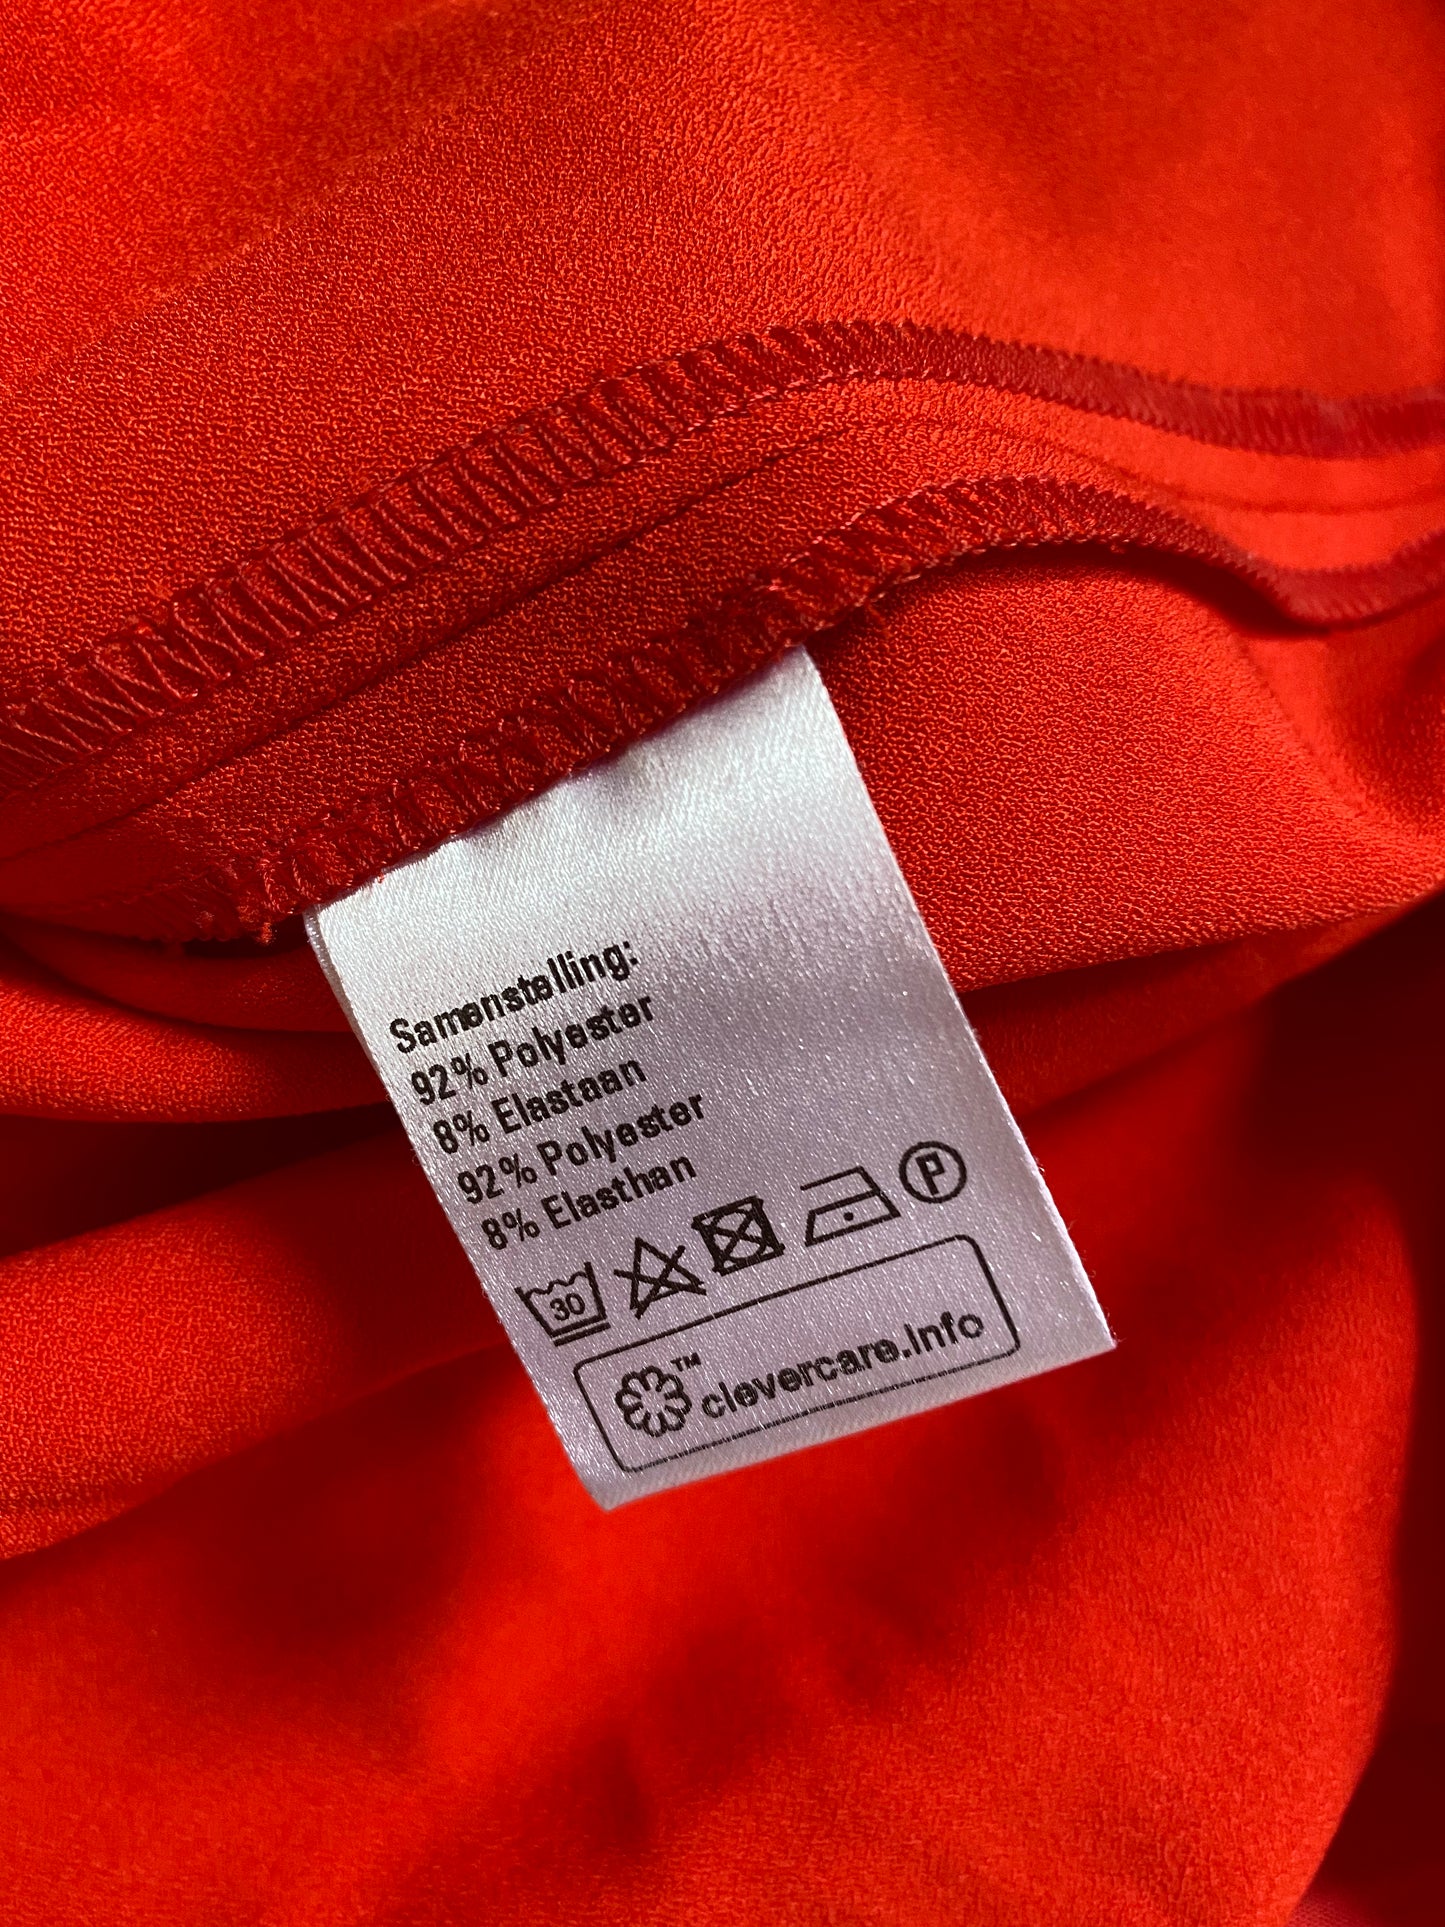 Samenstelling:
92% Polyester
8% Elastaan
92% Polyester
8% Elasthan
30
P
™ clevercare.info